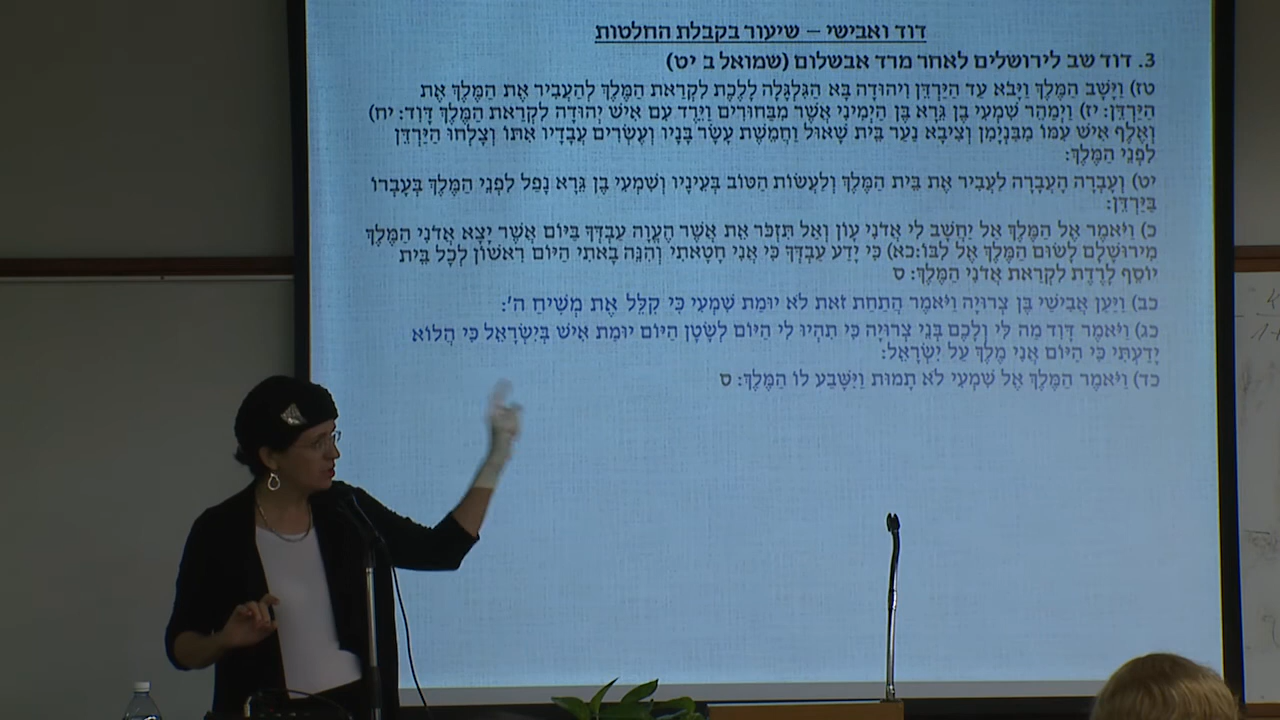 דוד ואבישי – שיעור בקבלת החלטות
3. דוד שב לירושלים לאחר מרד אבשלום (שמואל ב יט)
טז) וַיָּשָׁב הַמֶּלֶךְ וַיָּבֹא עַד הַיַּרְדֵּן וִיהוּדָה בָּא הַגִּלְגָּלָה לָלֶכֶת לִקְרַאת הַמֶּלֶךְ לְהַעֲבִיר אֶת הַמֶּלֶךְ אֶת
הַיַּרְדֵּן: יז) וַיְמַהֵר שִׁמְעִי בֶן גֵּרָא בֶּן הַיְמִינִי אֲשֶׁר מִבַּחוּרִים וַיֵּרֶד עִם אִישׁ יְהוּדָה לִקְרַאת הַמֶּלֶךְ דָּוִד: יח)
וְאֶלֶף אִישׁ עִמּוֹ מִבִּנְיָמִן וְצִיבָא נַעַר בֵּית שָׁאוּל וַחֲמֵשֶׁת עָשָׂר בָּנָיו וְעֶשְׂרִים עֲבָדָיו אִתּוֹ וְצָלְחוּ הַיַּרְדֵּן
לִפְנֵי הַמֶּלֶךְ:
יט) וְעָבְרָה הָעֲבָרָה לַעֲבִיר אֶת בֵּית הַמֶּלֶךְ וְלַעֲשׂוֹת הַטּוֹב בְּעֵינָיו וְשִׁמְעִי בֶן גֵּרָא נָפַל לִפְנֵי הַמֶּלֶךְ בְּעָבְרוֹ
בַּיַּרְדֵּן:
כ) וַיֹּאמֶר אֶל הַמֶּלֶךְ אַל יַחֲשָׁב לִי אֲדֹנִי עָוֹן וְאַל תִּזְכֹּר אֵת אֲשֶׁר הֶעֱוָה עַבְדְּךָ בַּיּוֹם אֲשֶׁר יָצָא אֲדֹנִי הַמֶּלֶךְ
מִירוּשָׁלִָם לָשׂוּם הַמֶּלֶךְ אֶל לִבּוֹ:כא) כִּי יָדַע עַבְדְּךָ כִּי אֲנִי חָטָאתִי וְהִנֵּה בָאתִי הַיּוֹם רִאשׁוֹן לְכָל בֵּית
יוֹסֵף לָרֶדֶת לִקְרַאת אֲדֹנִי הַמֶּלֶךְ: ס
כב) וַיַּעַן אֲבִישַׁי בֶּן צְרוּיָה וַיֹּאמֶר הֲתַחַת זֹאת לֹא יוּמַת שִׁמְעִי כִּי קִלֵּל אֶת מְשִׁיחַ ה':
כג) וַיֹּאמֶר דָּוִד מַה לִּי וְלָכֶם בְּנֵי צְרוּיָה כִּי תִהְיוּ לִי הַיּוֹם לְשָׂטָן הַיּוֹם יוּמַת אִישׁ בְּיִשְׂרָאֵל כִּי הֲלוֹא
יָדַעְתִּי כִּי הַיּוֹם אֲנִי מֶלֶךְ עַל יִשְׂרָאֵל:
כד) וַיֹּאמֶר הַמֶּלֶךְ אֶל שִׁמְעִי לֹא תָמוּת וַיִּשָּׁבַע לוֹ הַמֶּלֶךְ: ס